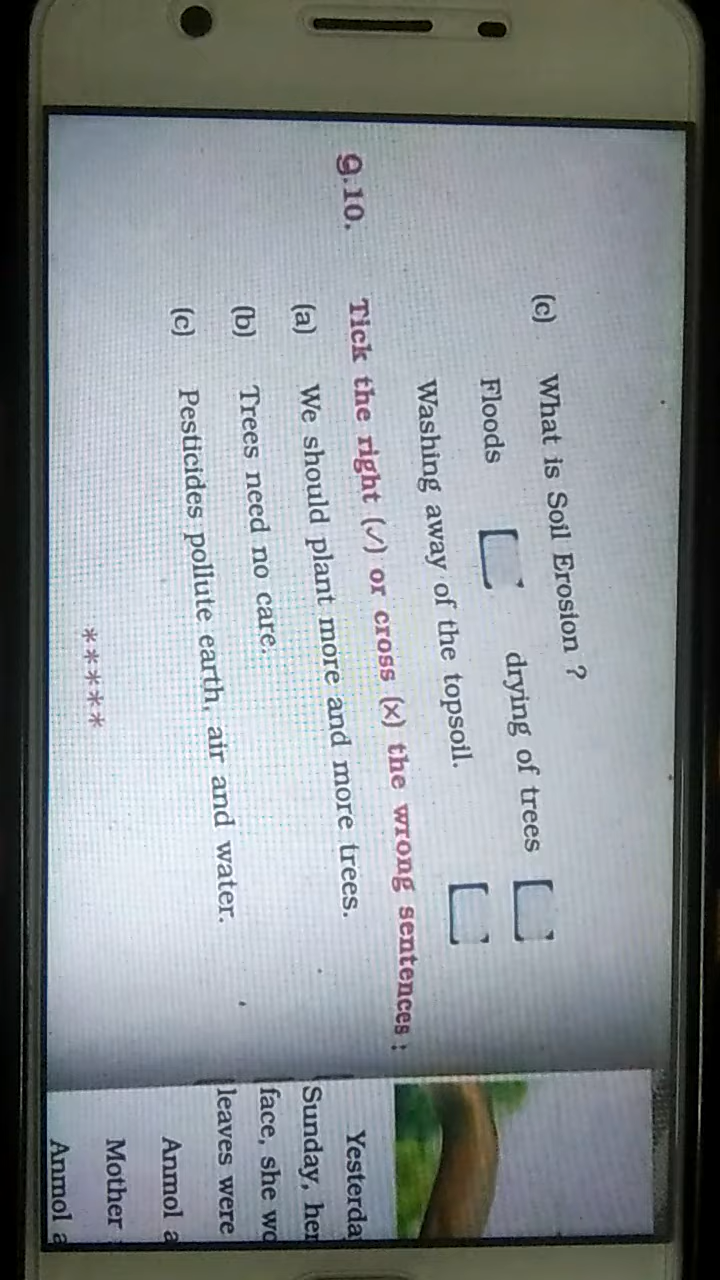 (c) What is Soil Erosion ?
Floods drying of trees
Washing away of the topsoil.
9.10. Tick the right (✓) or cross (x) the wrong sentences :
(a) We should plant more and more trees.
(b) Trees need no care.
(c) Pesticides pollute earth, air and water.
*****
Yesterda
Sunday, her
face, she wo
leaves were
Anmol a
Mother
Anmol a